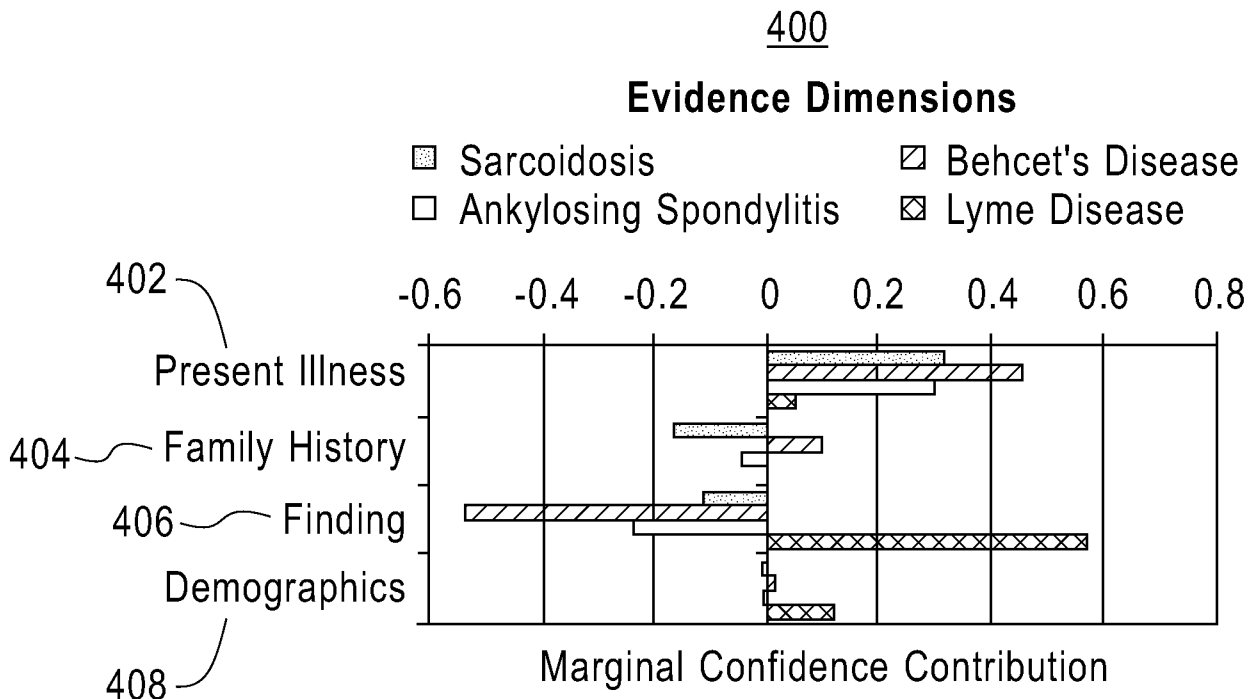 400
Evidence Dimensions
Sarcoidosis Behcet's Disease
Ankylosing Spondylitis Lyme Disease
402
-0.6 -0.4 -0.2 0 0.2 0.4 0.6 0.8
Present Illness
404 Family History
406 Finding
Demographics
Marginal Confidence Contribution
408